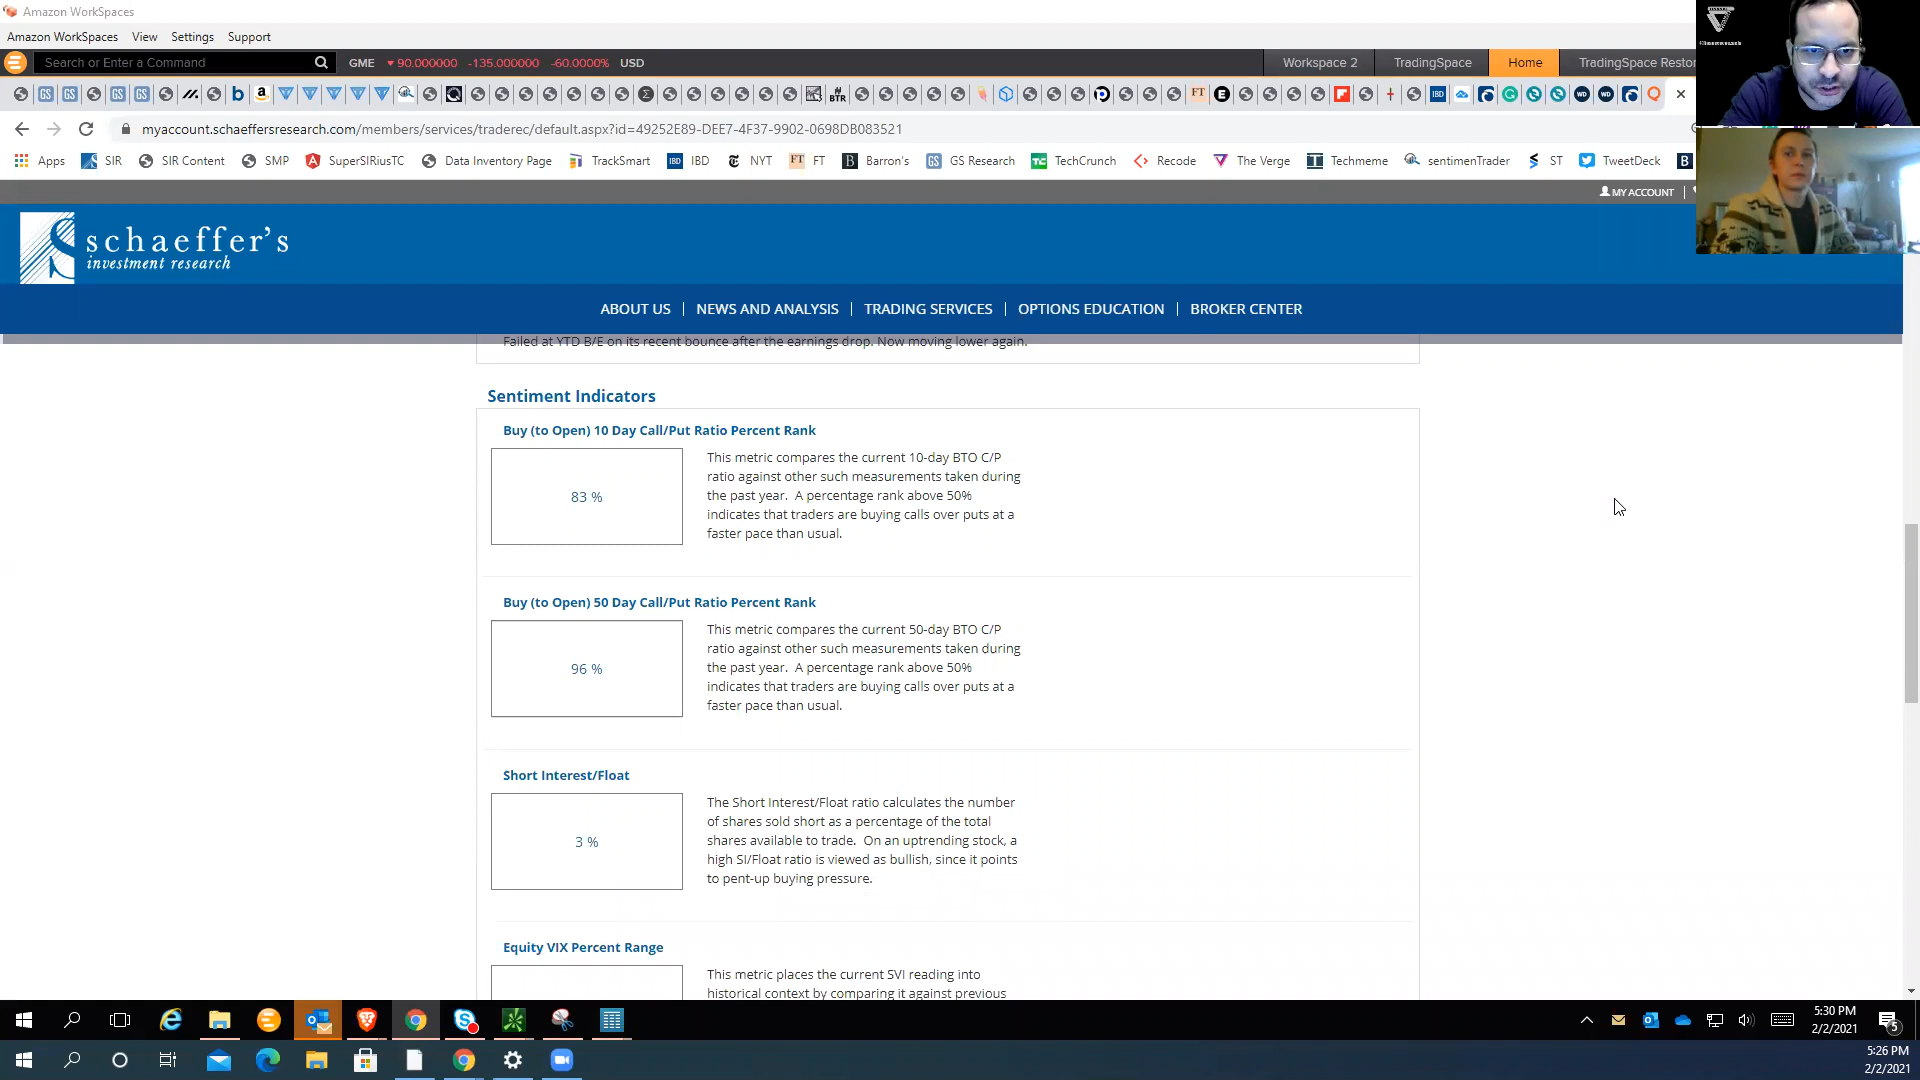 Amazon WorkSpaces
Amazon WorkSpaces View Settings Support
Search or Enter a Command GME 90.000000 -135.000000 -60.0000% USD Workspace 2 TradingSpace Home TradingSpace Restor
myaccount.schaeffersresearch.com/members/services/traderec/default.aspx?id=49252E89-DEE7-4F37-9902-0698DB083521
Apps SIR SIR Content SMP SuperSIRiusTC Data Inventory Page TrackSmart IBD IBD NYT FT FT B Barron's GS GS Research TC TechCrunch Recode The Verge Techmeme sentimenTrader ST TweetDeck B
MY ACCOUNT
schaeffer's
investment research
ABOUT US | NEWS AND ANALYSIS | TRADING SERVICES | OPTIONS EDUCATION | BROKER CENTER
Failed at YTD B/E on its recent bounce after the earnings drop. Now moving lower again.
Sentiment Indicators
Buy (to Open) 10 Day Call/Put Ratio Percent Rank
83 %
This metric compares the current 10-day BTO C/P
ratio against other such measurements taken during
the past year. A percentage rank above 50%
indicates that traders are buying calls over puts at a
faster pace than usual.
Buy (to Open) 50 Day Call/Put Ratio Percent Rank
96 %
This metric compares the current 50-day BTO C/P
ratio against other such measurements taken during
the past year. A percentage rank above 50%
indicates that traders are buying calls over puts at a
faster pace than usual.
Short Interest/Float
3 %
The Short Interest/Float ratio calculates the number
of shares sold short as a percentage of the total
shares available to trade. On an uptrending stock, a
high SI/Float ratio is viewed as bullish, since it points
to pent-up buying pressure.
Equity VIX Percent Range
This metric places the current SVI reading into
historical context by comparing it against previous
5:30 PM
2/2/2021
5
5:26 PM
2/2/2021